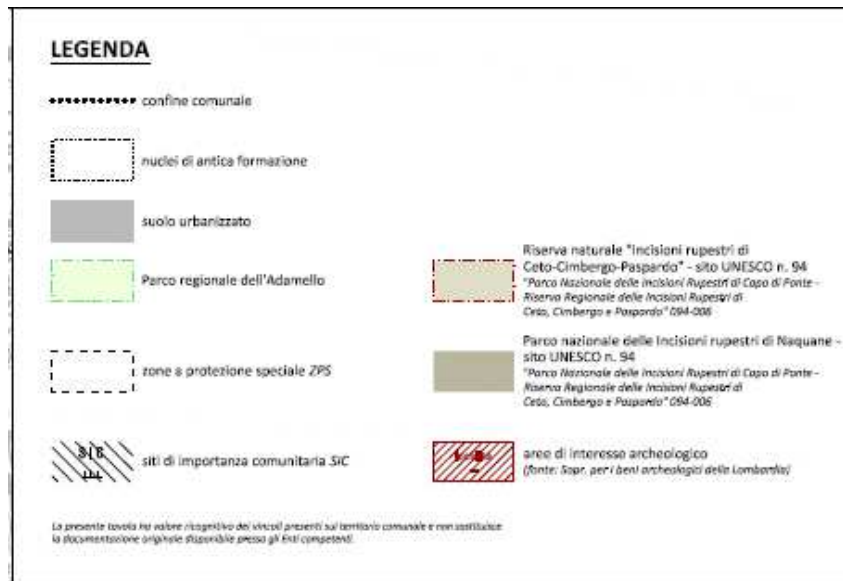 LEGENDA
confine comunale
nuclei di antica formazione
suolo urbanizzato
Parco regionale dell'Adamello
zone a protezione speciale ZPS
SIC
siti di importanza comunitaria SIC
Riserva naturale "Incisioni rupestri di
Ceto-Cimbergo-Paspardo" - sito UNESCO n. 94
"Parco Nazionale delle Incisioni Rupestri di Capo di Ponte -
Riserva Regionale delle Incisioni Rupestri di
Ceto, Cimbergo e Paspardo" 094-006
Parco nazionale delle Incisioni rupestri di Naquane -
sito UNESCO n. 94
"Parco Nazionale delle Incisioni Rupestri di Capo di Ponte -
Riserva Regionale delle Incisioni Rupestri di
Ceto, Cimbergo e Paspardo" 094-006
aree di interesse archeologico
(fonte: Sopr. per i beni archeologici della Lombardia)
La presente tavola ha valore ricognitivo dei vincoli presenti sul territorio comunale e non sostituisce
la documentazione originale disponibile presso gli Enti competenti.